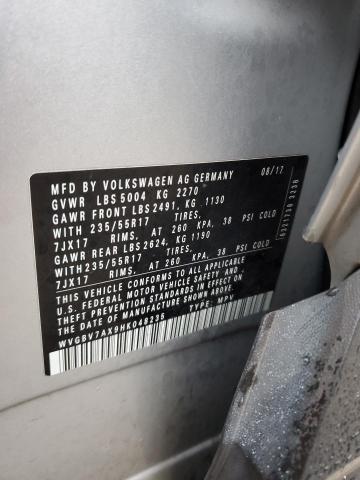 MFD BY VOLKSWAGEN AG GERMANY 08/17
GVWR LBS 5004 KG 2270
GAWR FRONT LBS 2491, KG 1130
WITH 235/55R17 TIRES,
7JX17 RIMS, AT 260 KPA, 38 PSI COLD
GAWR REAR LBS 2624, KG 1190
WITH 235/55R17 TIRES,
7JX17 RIMS, AT 260 KPA, 38 PSI COLD
THIS VEHICLE CONFORMS TO ALL APPLICABLE
U.S. FEDERAL MOTOR VEHICLE SAFETY AND
THEFT PREVENTION STANDARDS IN EFFECT ON
THE DATE OF MANUFACTURE SHOWN ABOVE
WVGBV7AX9HK048235 TYPE: MPV